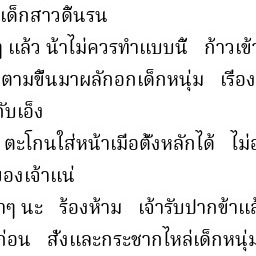 เด็กสาวดิ้นรน
แล้ว น้าไม่ควรทำแบบนี้ ก้าวเข้า
ตามขึ้นมาผลักอกเด็กหนุ่ม เรื่อง
กับเอ็ง
ตะโกนใส่หน้าเมื่อตั้งหลักได้
ของเจ้าแน่
ๆ นะ ร้องห้าม เจ้ารับปากข้าแล้
ก่อน สั่งและกระชากไหล่เด็กหนุ่ม